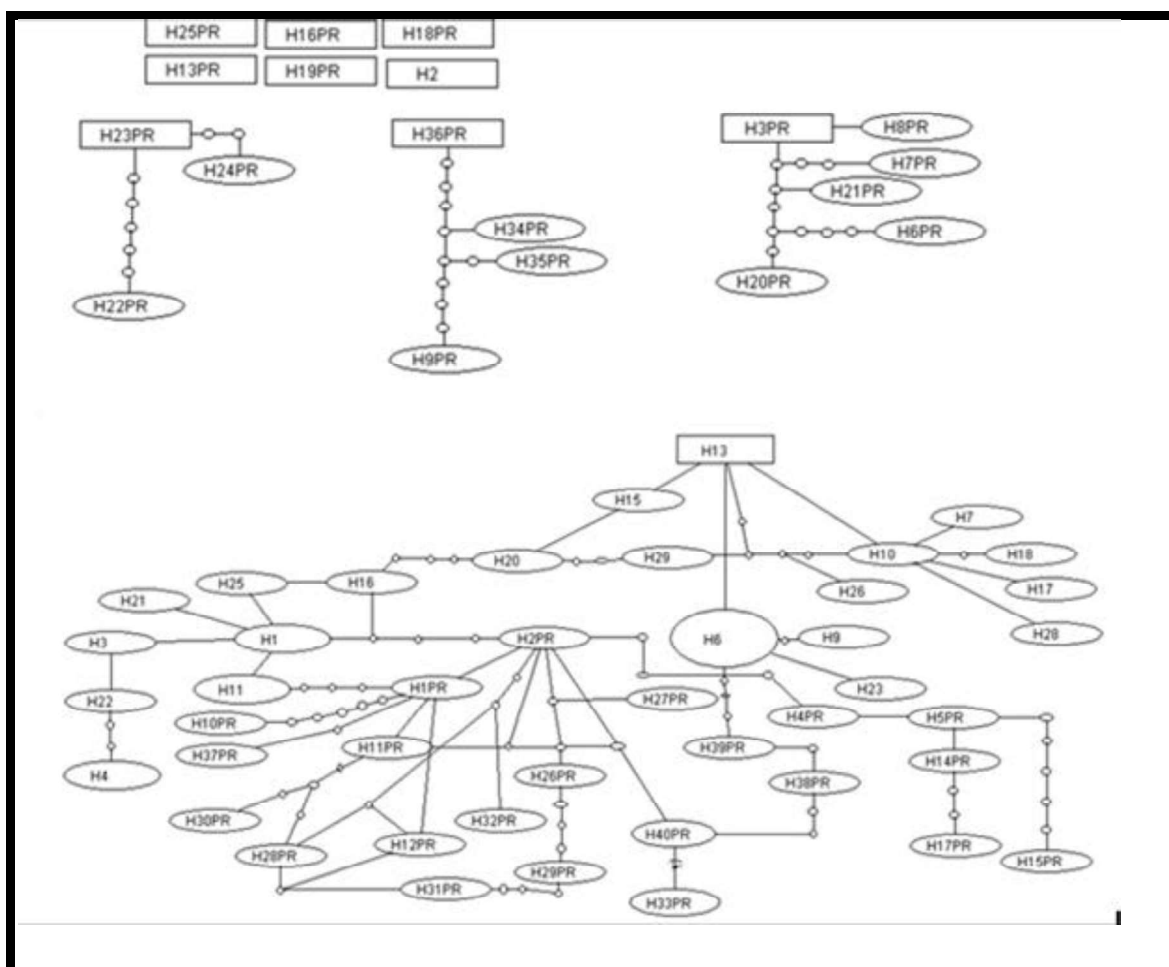 H25PR H16PR H18PR
H13PR H19PR H2
H23PR H36PR H3PR H8PR
H24PR H7PR
H21PR
H34PR H6PR
H35PR
H20PR
H22PR
H9PR
H13
H15
H7
H20 H29 H10 H18
H25 H16 H26 H17
H21
H3 H1 H2PR H6 H9 H28
H11 H1PR H23
H22 H27PR
H10PR H4PR H5PR
H37PR H11PR H39PR
H4 H26PR H38PR H14PR
H30PR H32PR
H28PR H12PR H40PR H17PR
H29PR H15PR
H31PR
H33PR